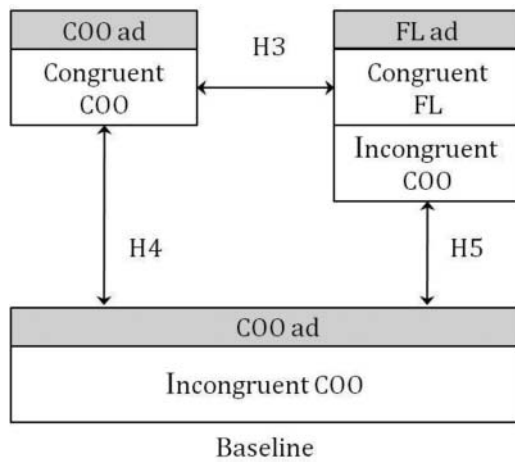 COO ad
Congruent
COO
H3
FL ad
Congruent
FL
Incongruent
COO
H4
H5
COO ad
Incongruent COO
Baseline